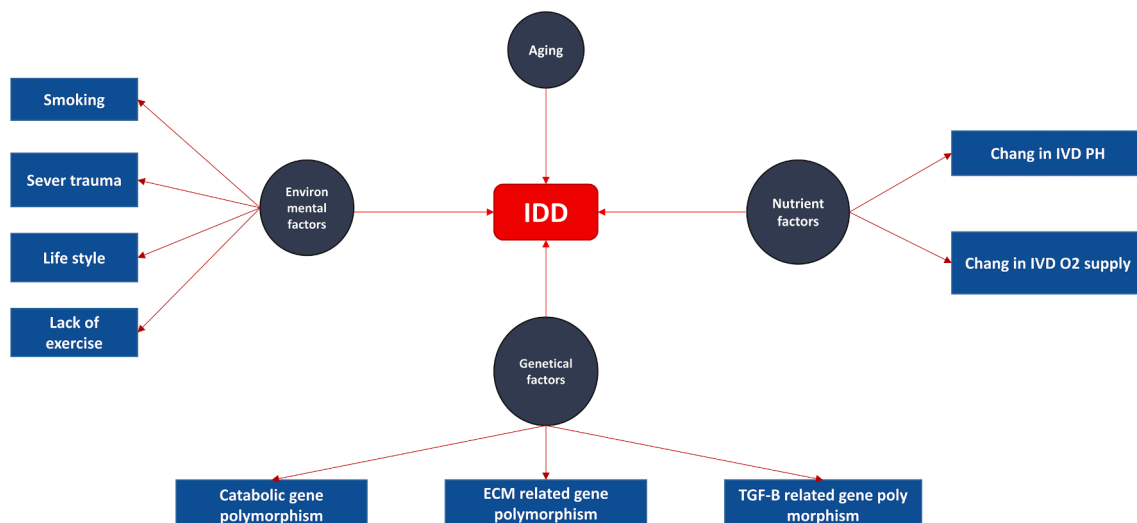 Aging
Smoking
Sever trauma
Life style
Lack of
exercise
Environ
mental
factors
IDD
Nutrient
factors
Chang in IVD PH
Chang in IVD O2 supply
Genetical
factors
Catabolic gene
polymorphism
ECM related gene
polymorphism
TGF-B related gene poly
morphism